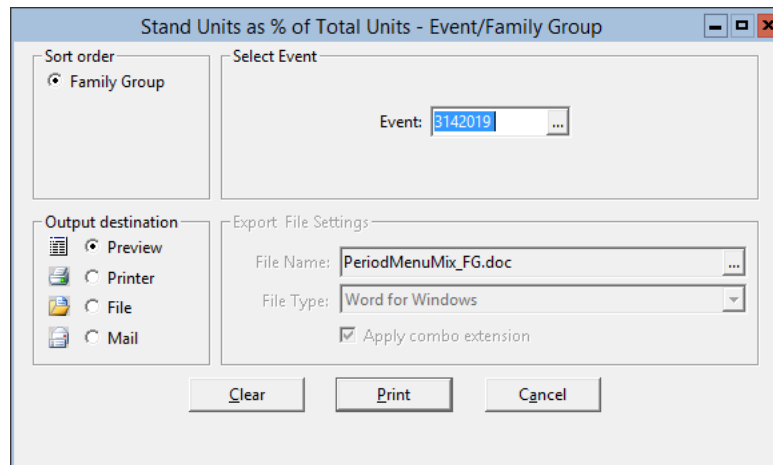 Stand Units as % of Total Units - Event/Family Group
Sort order
Family Group
Select Event
Event: 3142019 ...
Output destination
Preview
Printer
File
Mail
Export File Settings
File Name: PeriodMenuMix_FG.doc ...
File Type: Word for Windows
Apply combo extension
Clear Print Cancel